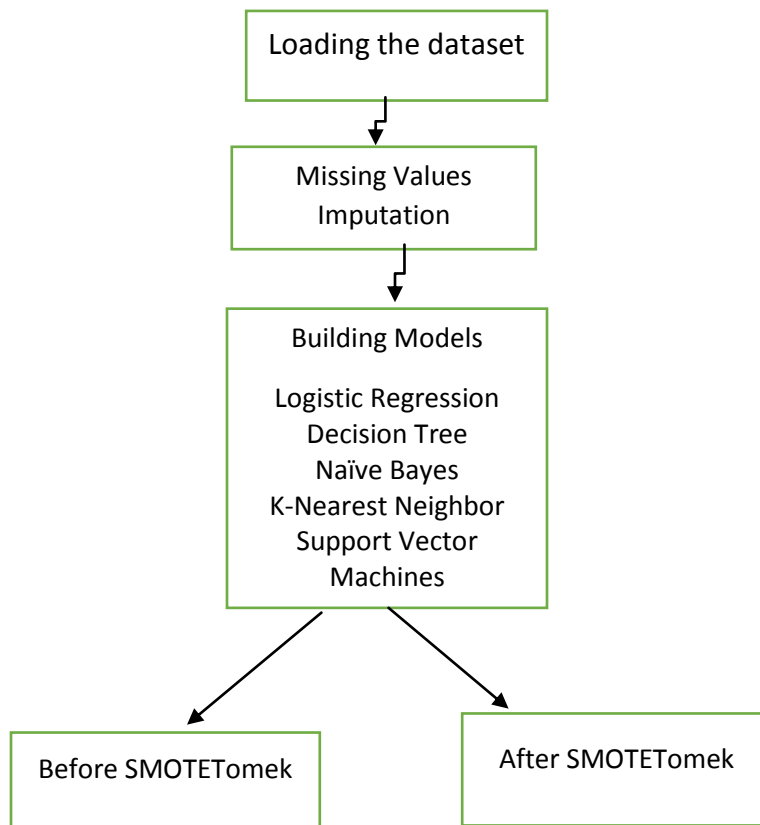 Loading the dataset
Missing Values
Imputation
Building Models
Logistic Regression
Decision Tree
Naïve Bayes
K-Nearest Neighbor
Support Vector
Machines
Before SMOTETomek
After SMOTETomek